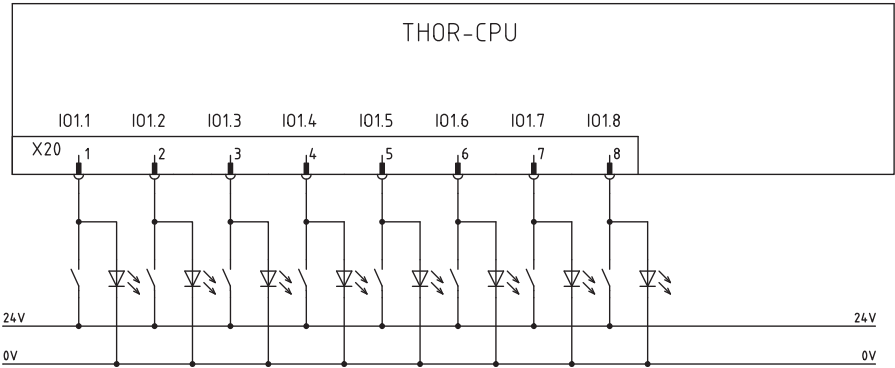 THOR-CPU
IO1.1 IO1.2 IO1.3 IO1.4 IO1.5 IO1.6 IO1.7 IO1.8
X20 1 2 3 4 5 6 7 8
24V 24V
0V 0V